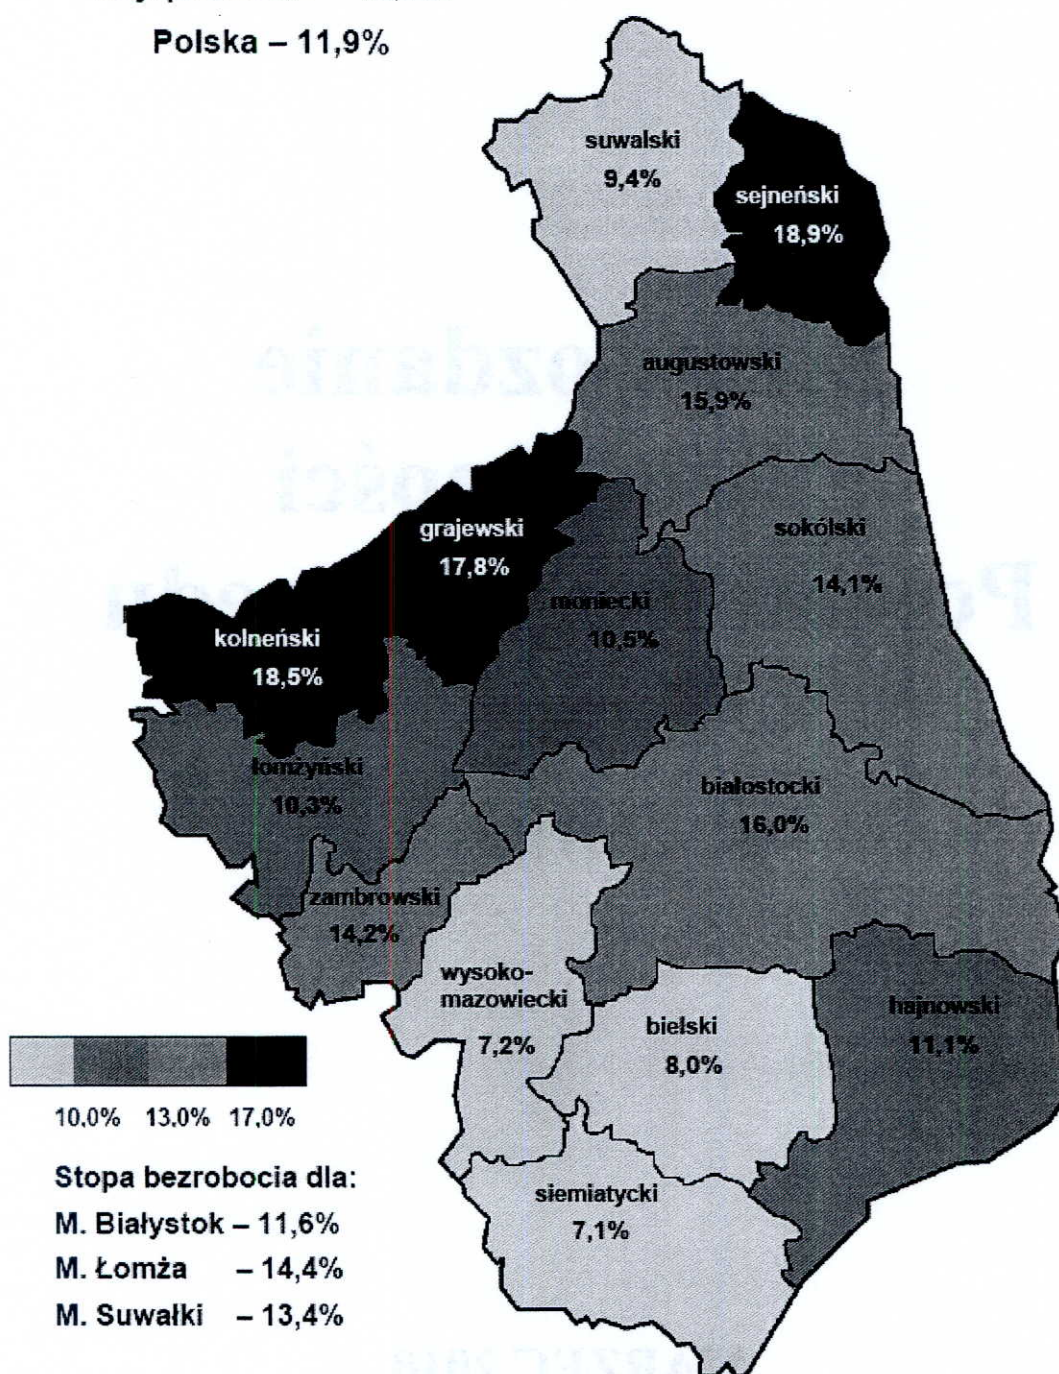 Polska – 11,9%
suwalski
9,4%
sejneński
18,9%
augustowski
15,9%
grajewski
17,8%
sokólski
14,1%
moniecki
10,5%
kolneński
18,5%
łomżyński
10,3%
białostocki
16,0%
zambrowski
14,2%
wysoko-
mazowiecki
7,2%
bielski
8,0%
hajnowski
11,1%
siemiatycki
7,1%
10,0% 13,0% 17,0%
Stopa bezrobocia dla:
M. Białystok – 11,6%
M. Łomża – 14,4%
M. Suwałki – 13,4%